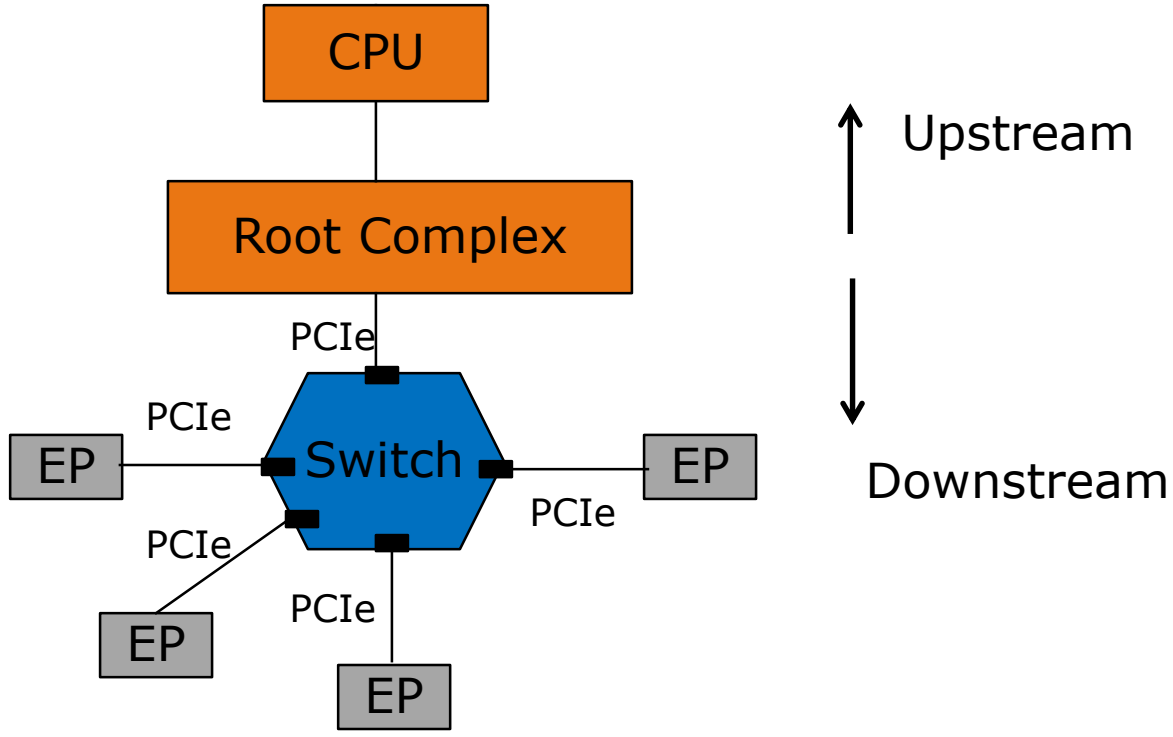 CPU
Upstream
Root Complex
PCIe
PCIe
EP
Switch
EP
Downstream
PCIe
PCIe
PCIe
EP
EP